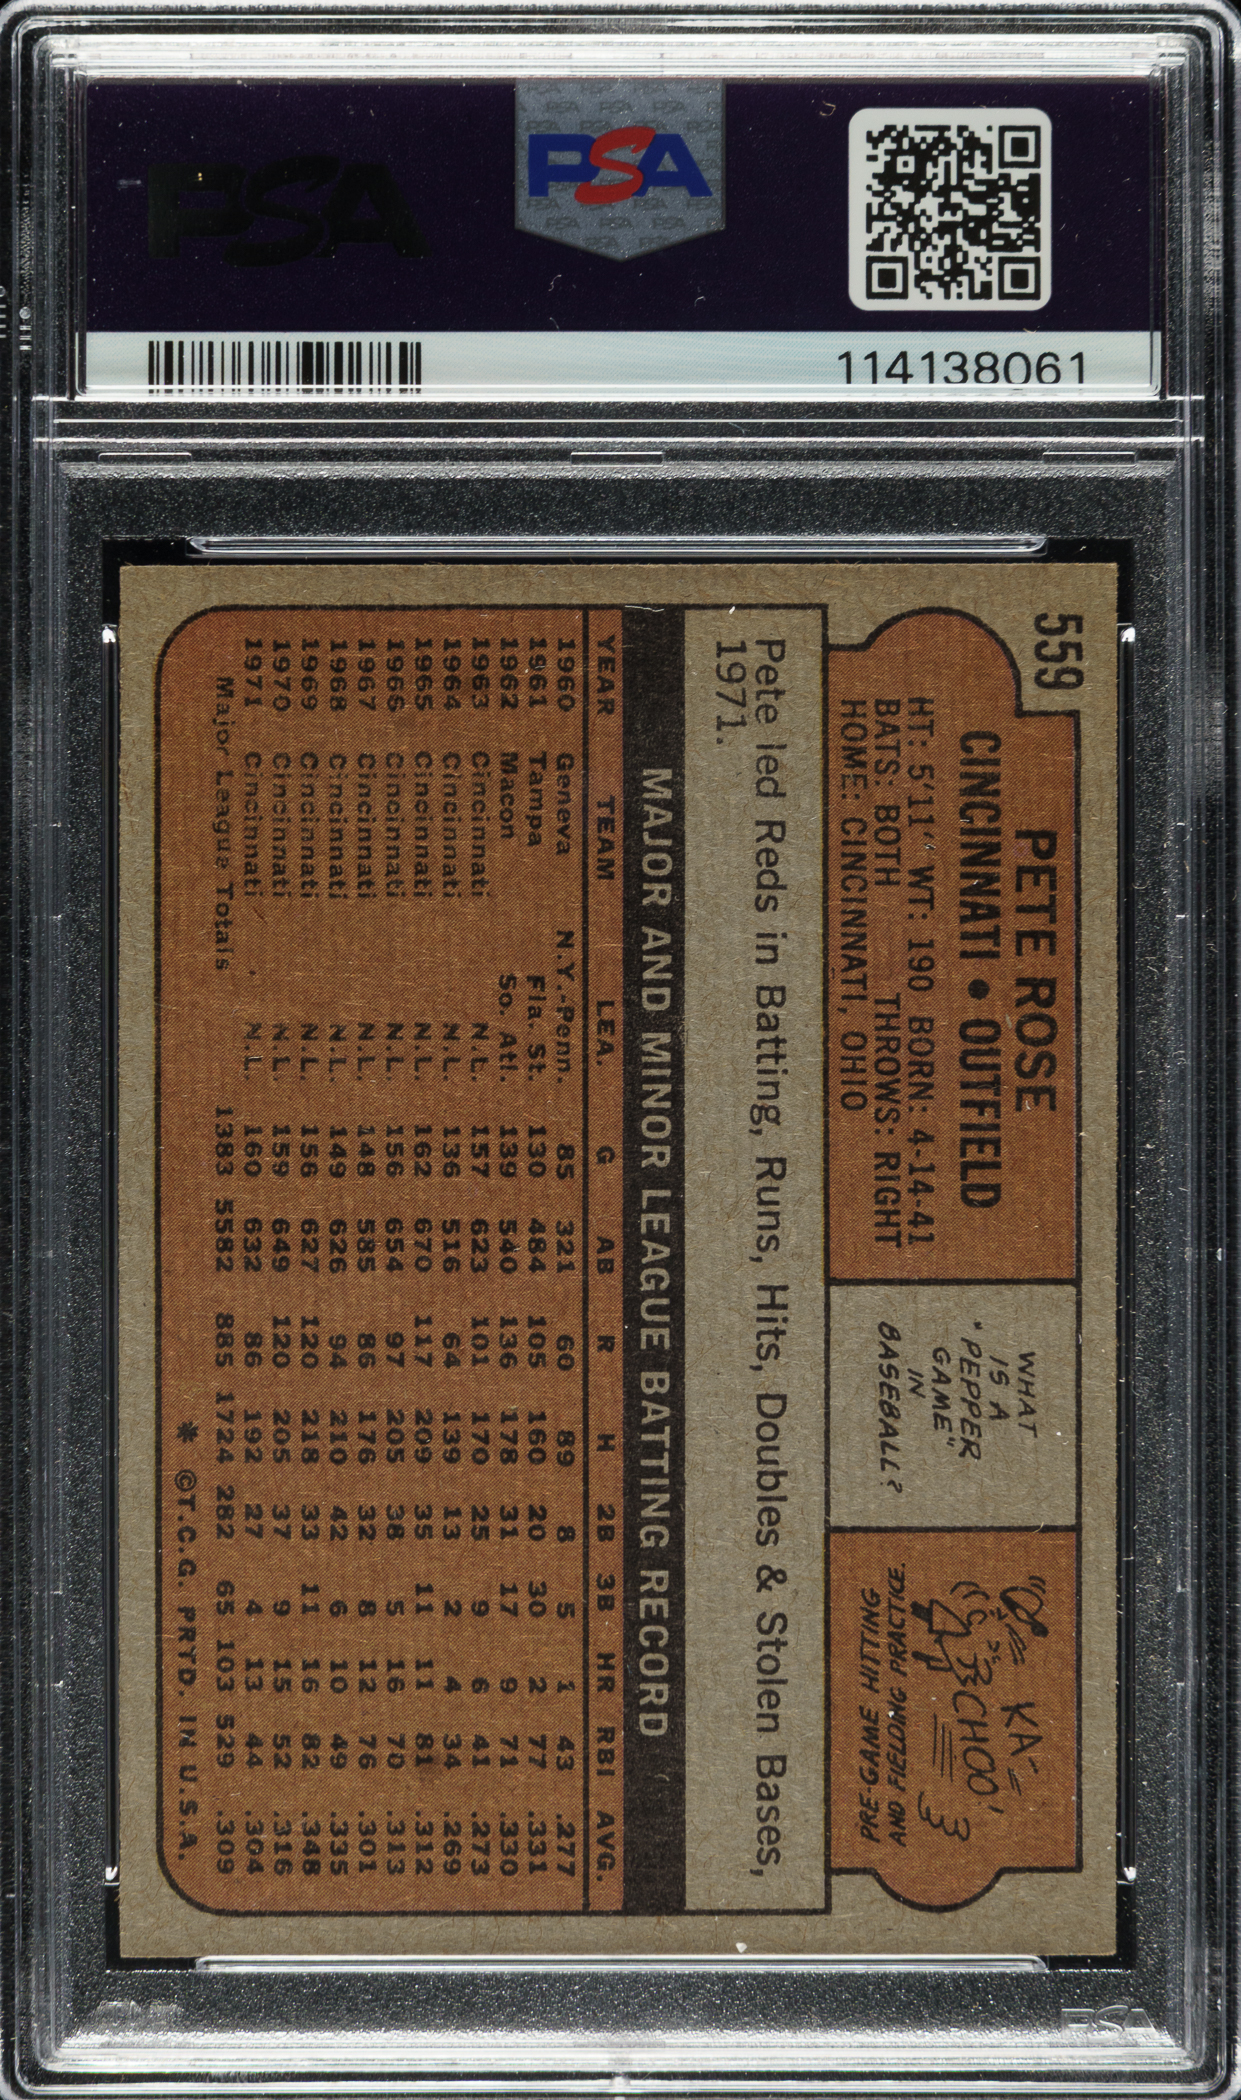 PSA
PSA
114138061
559
PETE ROSE
CINCINNATI • OUTFIELD
HT: 5'11" WT: 190 BORN: 4-14-41
BATS: BOTH THROWS: RIGHT
HOME: CINCINNATI, OHIO
WHAT
IS A
"PEPPER
GAME"
IN
BASEBALL?
KA-
CHOO!
PRE-GAME HITTING
AND FIELDING PRACTICE.
Pete led Reds in Batting, Runs, Hits, Doubles & Stolen Bases,
1971.
MAJOR AND MINOR LEAGUE BATTING RECORD
YEAR TEAM LEA. G AB R H 2B 3B HR RBI AVG.
1960 Geneva N.Y.-Penn. 85 321 60 89 8 5 1 43 .277
1961 Tampa Fla. St. 130 484 105 160 20 30 2 77 .331
1962 Macon So. Atl. 139 540 136 178 31 17 9 71 .330
1963 Cincinnati N.L. 157 623 101 170 25 9 6 41 .273
1964 Cincinnati N.L. 136 516 64 139 13 2 4 34 .269
1965 Cincinnati N.L. 162 670 117 209 35 11 11 81 .312
1966 Cincinnati N.L. 156 654 97 205 38 5 16 70 .313
1967 Cincinnati N.L. 148 585 86 176 32 8 12 76 .301
1968 Cincinnati N.L. 149 626 94 210 42 6 10 49 .335
1969 Cincinnati N.L. 156 627 120 218 33 11 16 82 .348
1970 Cincinnati N.L. 159 649 120 205 37 9 15 52 .316
1971 Cincinnati N.L. 160 632 86 192 27 4 13 44 .304
Major League Totals 1383 5582 885 1724 282 65 103 529 .309
* ©T.C.G. PRTD. IN U.S.A.
PSA